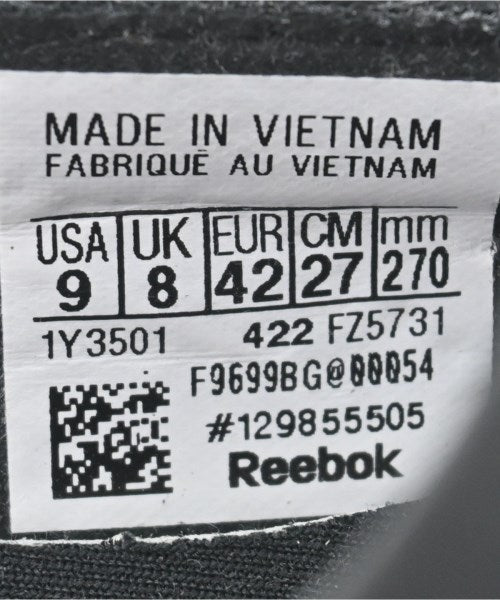 MADE IN VIETNAM
FABRIQUÉ AU VIETNAM
USA UK EUR CM mm
9 8 42 27 270
1Y3501 422 FZ5731
F9699BG@00054
#129855505
Reebok